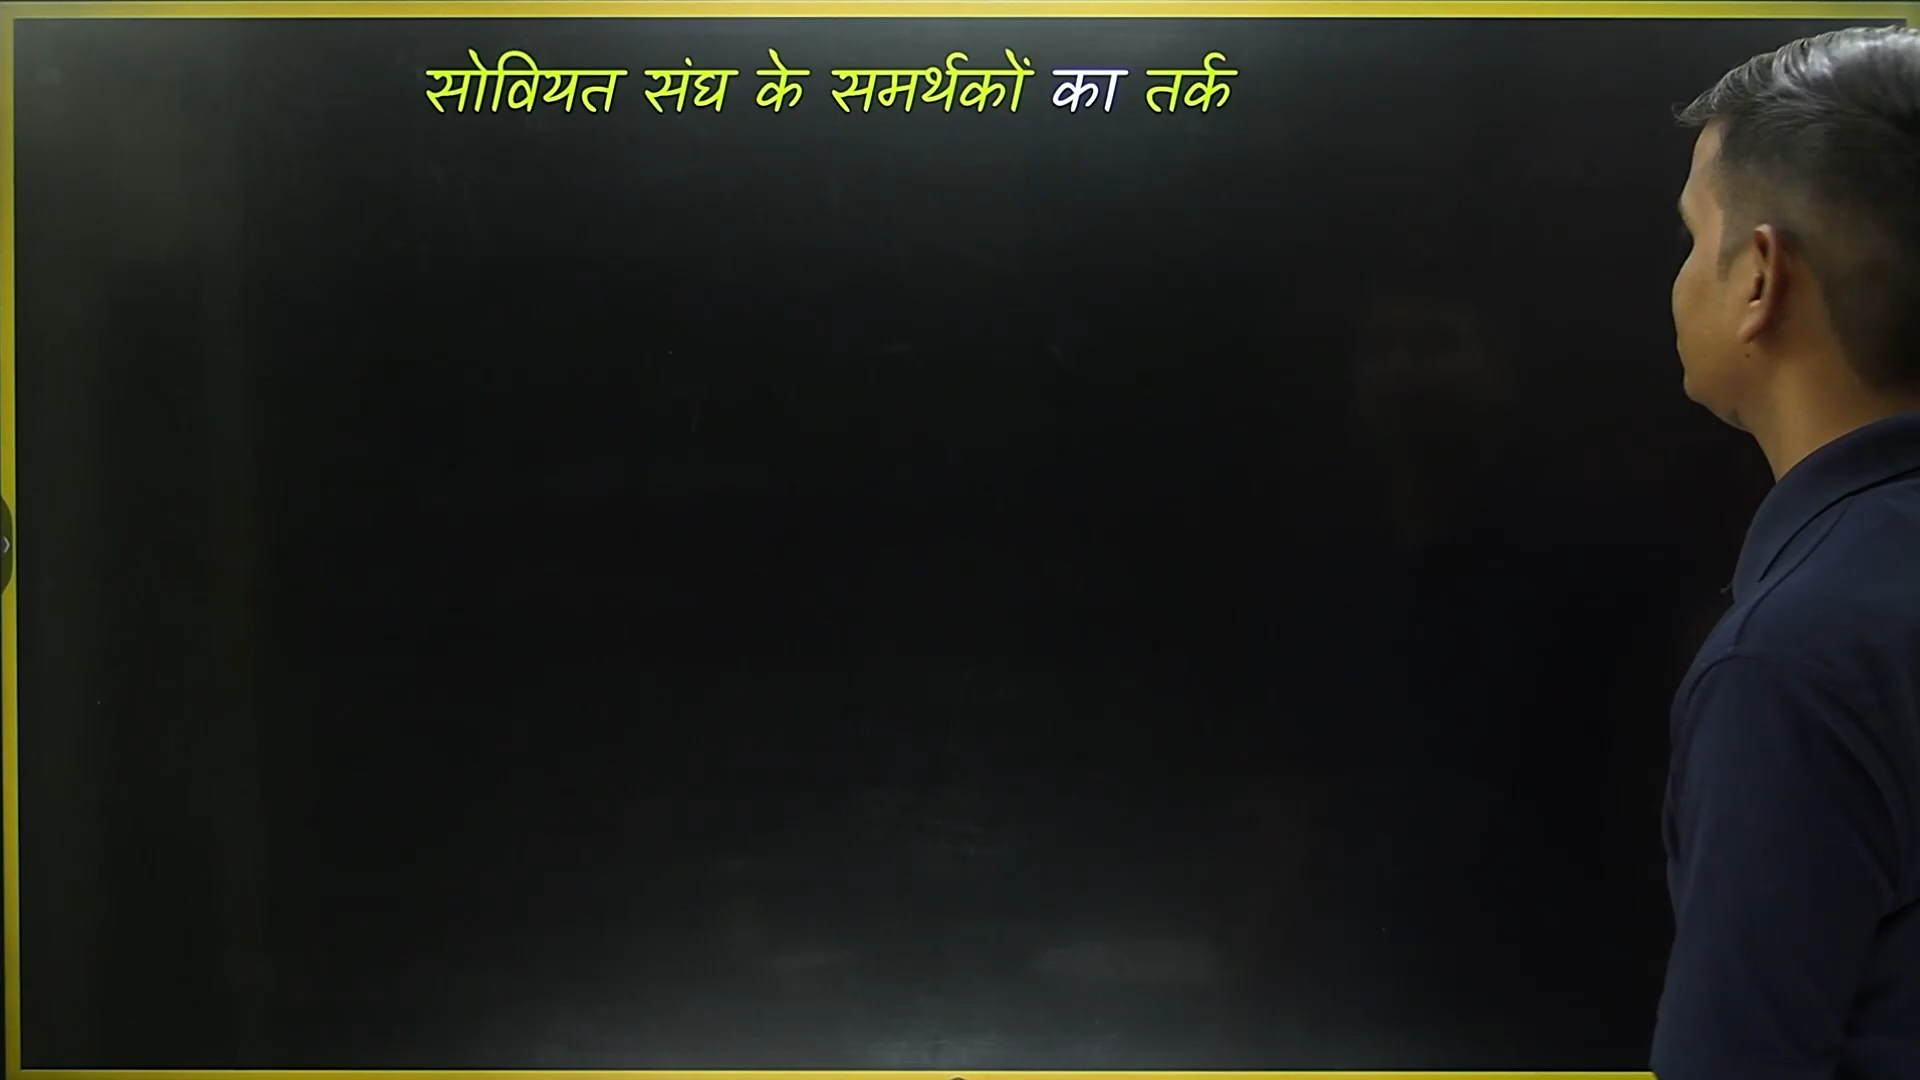 सोवियत संघ के समर्थकों का तर्क